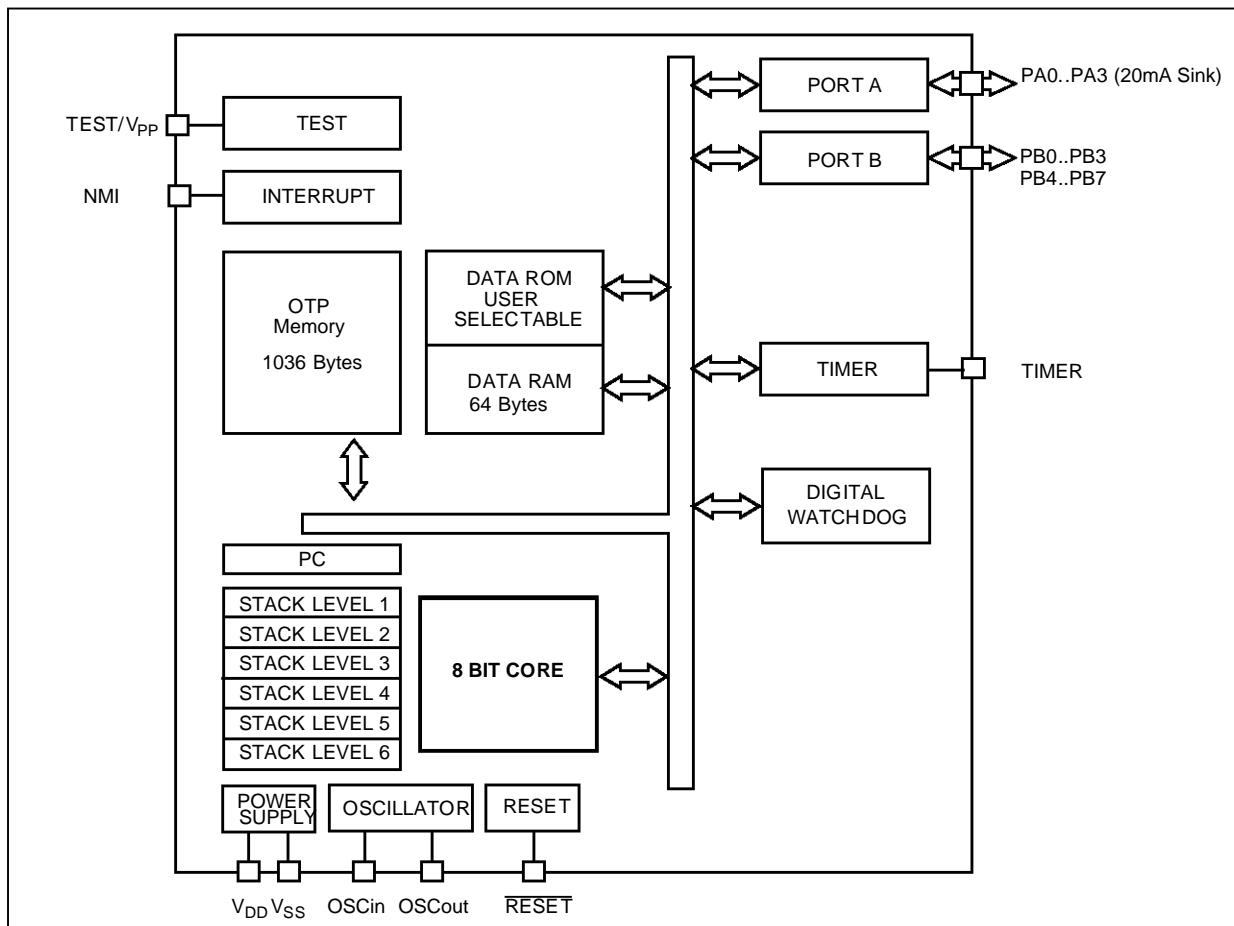 PORT A
PA0..PA3 (20mA Sink)
TEST/VPP
TEST
PORT B
PB0..PB3
PB4..PB7
NMI
INTERRUPT
OTP
Memory
1036 Bytes
DATA ROM
USER
SELECTABLE
DATA RAM
64 Bytes
TIMER
TIMER
DIGITAL
WATCHDOG
PC
STACK LEVEL 1
STACK LEVEL 2
STACK LEVEL 3
STACK LEVEL 4
STACK LEVEL 5
STACK LEVEL 6
8 BIT CORE
POWER
SUPPLY
OSCILLATOR
RESET
VDD VSS OSCin OSCout RESET